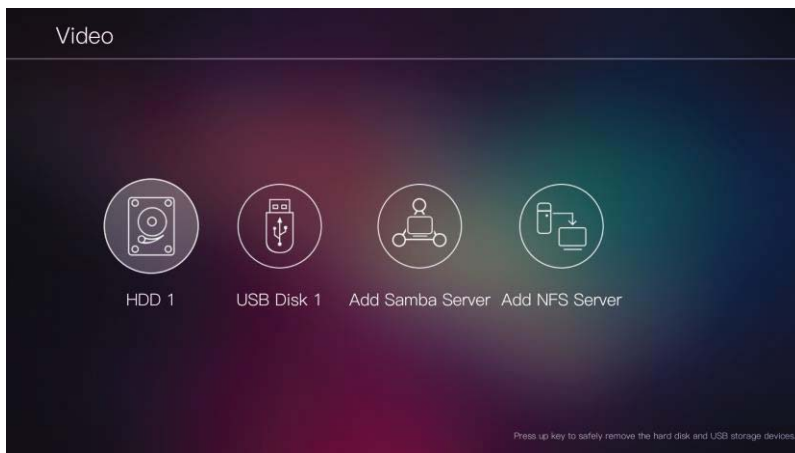 Video
HDD 1
USB Disk 1
Add Samba Server
Add NFS Server
Press up key to safely remove the hard disk and USB storage devices